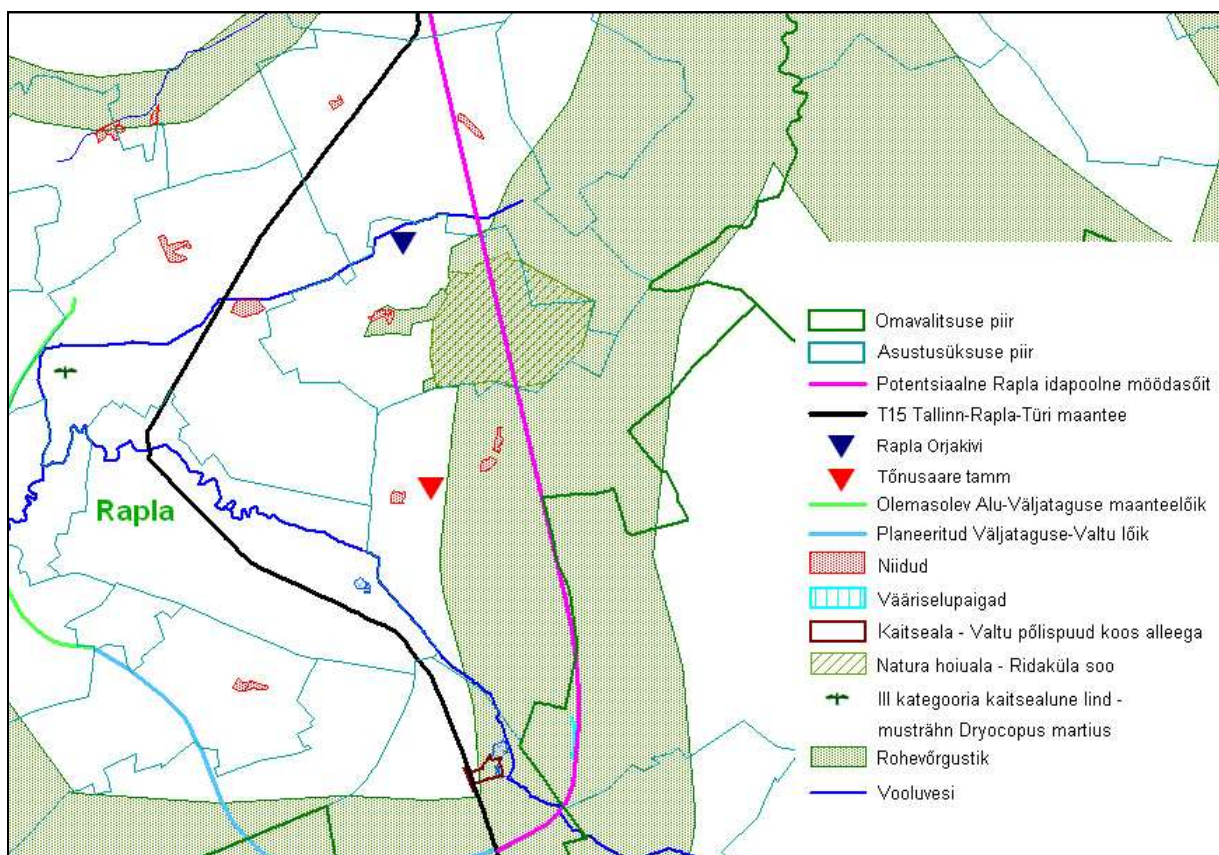 Rapla
Omavalitsuse piir
Asustusüksuse piir
Potentsiaalne Rapla idapoolne möödasõit
T15 Tallinn-Rapla-Türi maantee
Rapla Orjakivi
Tõnusaare tamm
Olemasolev Alu-Väljataguse maanteelõik
Planeeritud Väljataguse-Valtu lõik
Niidud
Vääriselupaigad
Kaitseala - Valtu põlispuud koos alleega
Natura hoiuala - Ridaküla soo
III kategooria kaitsealune lind -
musträhn Dryocopus martius
Rohevõrgustik
Vooluvesi